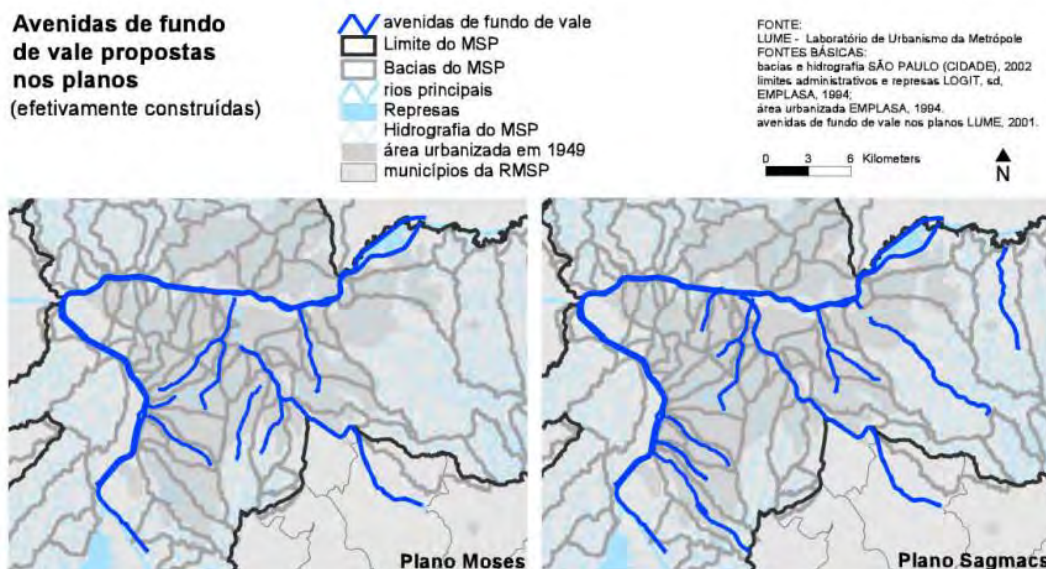 Avenidas de fundo
de vale propostas
nos planos
(efetivamente construídas)
avenidas de fundo de vale
Limite do MSP
Bacias do MSP
rios principais
Represas
Hidrografia do MSP
área urbanizada em 1949
municípios da RMSP
FONTE:
LUME - Laboratório de Urbanismo da Metrópole
FONTES BÁSICAS:
bacias e hidrografia SÃO PAULO (CIDADE), 2002
limites administrativos e represas LOGIT, sd,
EMPLASA, 1994;
área urbanizada EMPLASA, 1994.
avenidas de fundo de vale nos planos LUME, 2001.
0 3 6 Kilometers
N
Plano Moses
Plano Sagmacs